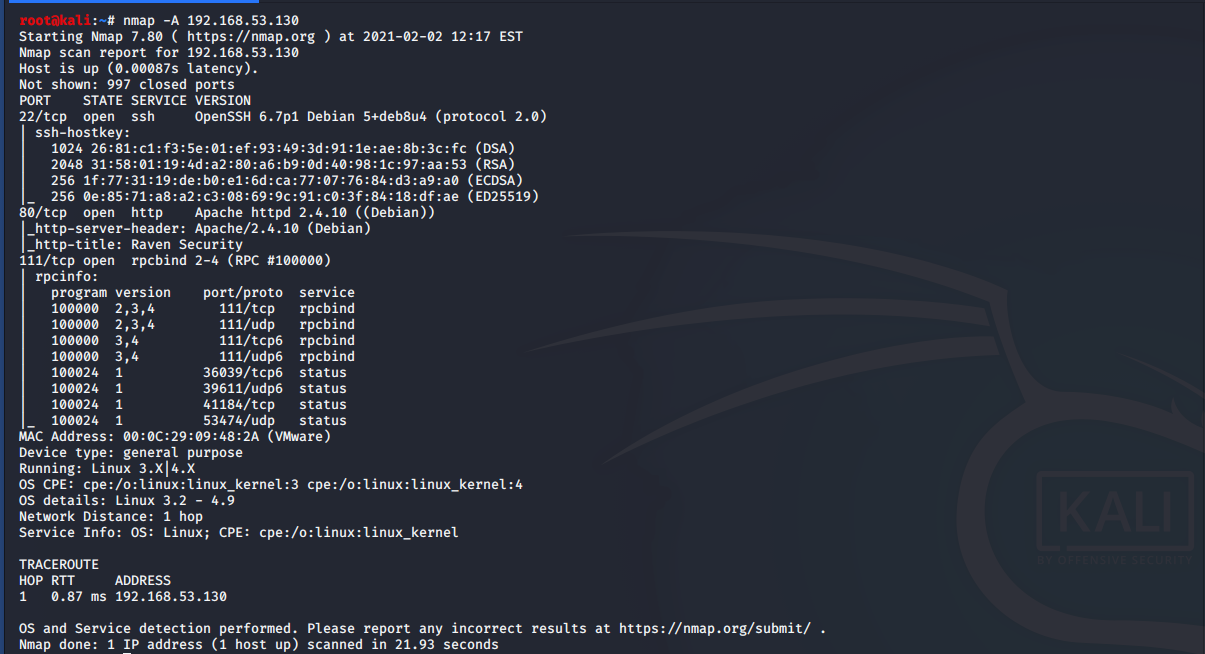 root@kali:~# nmap -A 192.168.53.130
Starting Nmap 7.80 ( https://nmap.org ) at 2021-02-02 12:17 EST
Nmap scan report for 192.168.53.130
Host is up (0.00087s latency).
Not shown: 997 closed ports
PORT    STATE SERVICE VERSION
22/tcp  open  ssh     OpenSSH 6.7p1 Debian 5+deb8u4 (protocol 2.0)
| ssh-hostkey:
|   1024 26:81:c1:f3:5e:01:ef:93:49:3d:91:1e:ae:8b:3c:fc (DSA)
|   2048 31:58:01:19:4d:a2:80:a6:b9:0d:40:98:1c:97:aa:53 (RSA)
|   256 1f:77:31:19:de:b0:e1:6d:ca:77:07:76:84:d3:a9:a0 (ECDSA)
|_  256 0e:85:71:a8:a2:c3:08:69:9c:91:c0:3f:84:18:df:ae (ED25519)
80/tcp  open  http    Apache httpd 2.4.10 ((Debian))
|_http-server-header: Apache/2.4.10 (Debian)
|_http-title: Raven Security
111/tcp open  rpcbind 2-4 (RPC #100000)
| rpcinfo:
|   program version    port/proto  service
|   100000  2,3,4        111/tcp   rpcbind
|   100000  2,3,4        111/udp   rpcbind
|   100000  3,4          111/tcp6  rpcbind
|   100000  3,4          111/udp6  rpcbind
|   100024  1          36039/tcp6  status
|   100024  1          39611/udp6  status
|   100024  1          41184/tcp   status
|_  100024  1          53474/udp   status
MAC Address: 00:0C:29:09:48:2A (VMware)
Device type: general purpose
Running: Linux 3.X|4.X
OS CPE: cpe:/o:linux:linux_kernel:3 cpe:/o:linux:linux_kernel:4
OS details: Linux 3.2 - 4.9
Network Distance: 1 hop
Service Info: OS: Linux; CPE: cpe:/o:linux:linux_kernel
TRACEROUTE
HOP RTT     ADDRESS
1   0.87 ms 192.168.53.130
OS and Service detection performed. Please report any incorrect results at https://nmap.org/submit/ .
Nmap done: 1 IP address (1 host up) scanned in 21.93 seconds
KALI
BY OFFENSIVE SECURITY